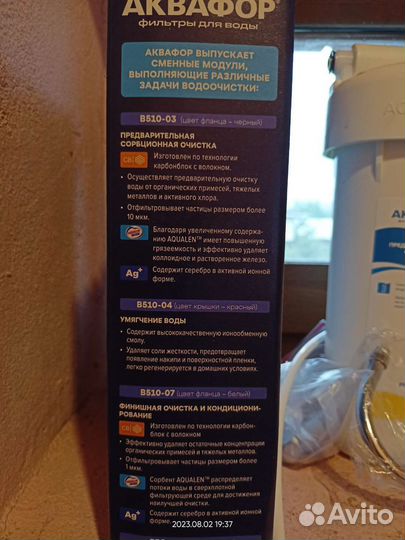 АКВАФОР
фильтры для воды
АКВАФОР ВЫПУСКАЕТ
СМЕННЫЕ МОДУЛИ,
ВЫПОЛНЯЮЩИЕ РАЗЛИЧНЫЕ
ЗАДАЧИ ВОДООЧИСТКИ:
B510-03 (цвет фланца – черный)
ПРЕДВАРИТЕЛЬНАЯ
СОРБЦИОННАЯ ОЧИСТКА
Изготовлен по технологии
карбонблок с волокном.
• Осуществляет предварительную очистку
воды от органических примесей, тяжелых
металлов и активного хлора.
• Отфильтровывает частицы размером более
10 мкм.
Благодаря увеличенному содержа-
нию AQUALEN™ имеет повышенную
грязеемкость и эффективно удаляет
коллоидное и растворенное железо.
Ag+
Содержит серебро в активной ионной
форме.
B510-04 (цвет крышки – красный)
УМЯГЧЕНИЕ ВОДЫ
• Содержит высококачественную ионообменную
смолу.
• Удаляет соли жесткости, предотвращает
появление накипи и поверхностной пленки,
легко регенерируется в домашних условиях.
B510-07 (цвет фланца – белый)
ФИНИШНАЯ ОЧИСТКА И КОНДИЦИОНИ-
РОВАНИЕ
Изготовлен по технологии карбон-
блок с волокном
• Эффективно удаляет остаточные концентрации
органических примесей и тяжелых металлов.
• Отфильтровывает частицы размером более
1 мкм.
Сорбент AQUALEN™ распределяет
потоки воды в сверхплотной
фильтрующей среде для достижения
наилучшей очистки.
Ag+
Содержит серебро в активной ионной
форме.
2023.08.02 19:37
Avito